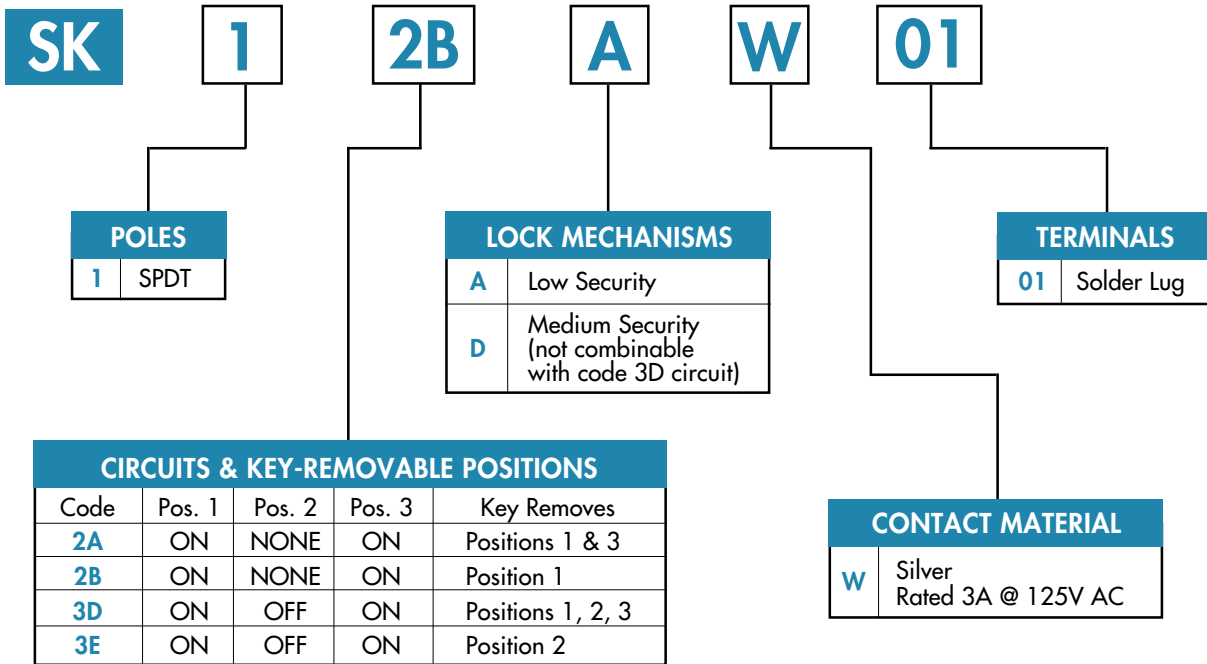 SK 1 2B A W 01
POLES
1 SPDT
LOCK MECHANISMS
A Low Security
D Medium Security
(not combinable
with code 3D circuit)
TERMINALS
01 Solder Lug
CIRCUITS & KEY-REMOVABLE POSITIONS
Code Pos. 1 Pos. 2 Pos. 3 Key Removes
2A ON NONE ON Positions 1 & 3
2B ON NONE ON Position 1
3D ON OFF ON Positions 1, 2, 3
3E ON OFF ON Position 2
CONTACT MATERIAL
W Silver
Rated 3A @ 125V AC